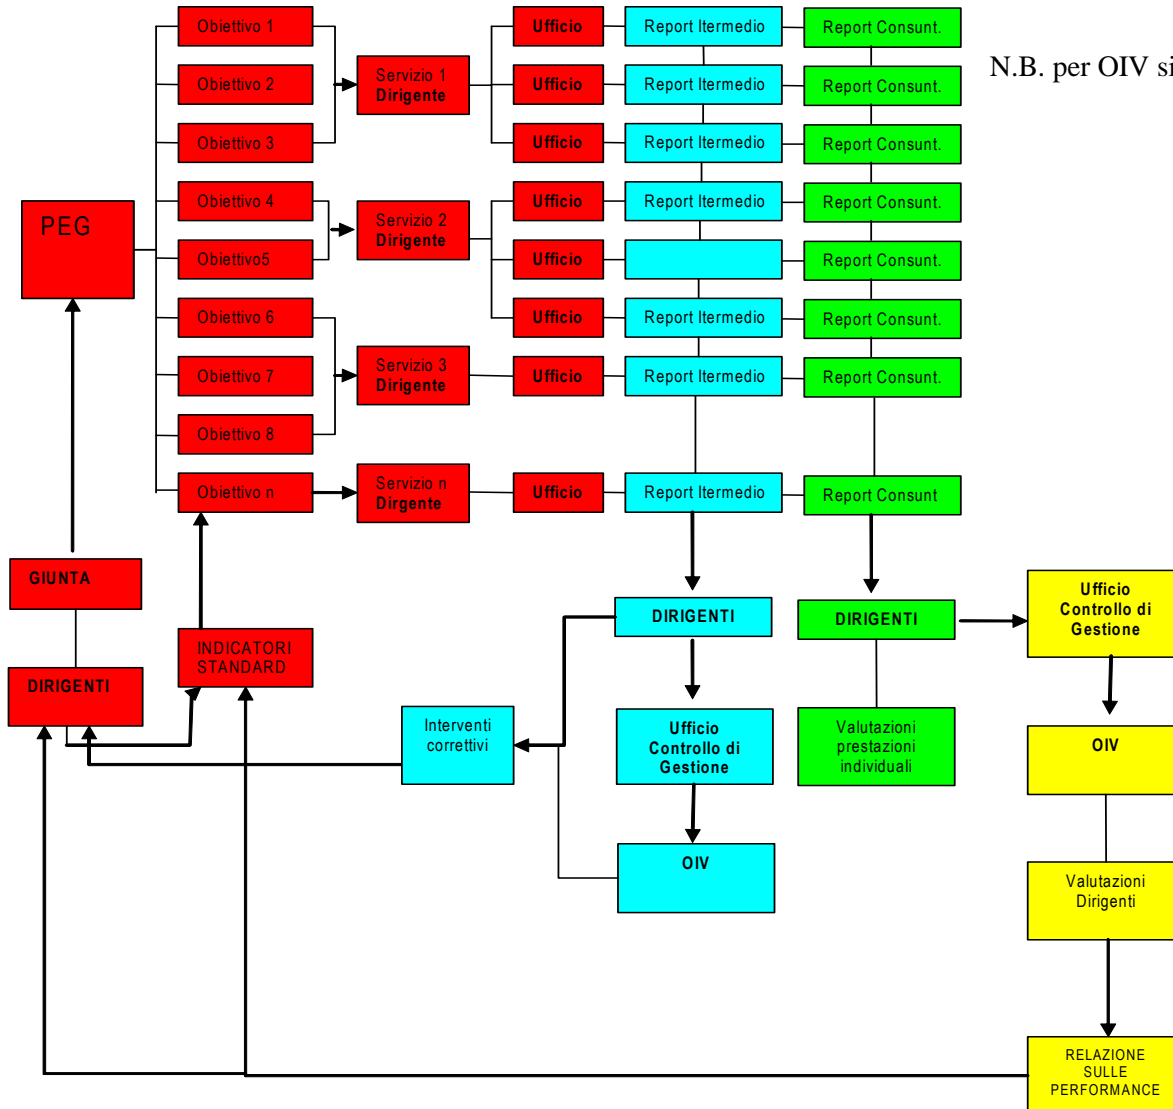 Obiettivo 1
Ufficio
Report Itermedio
Report Consunt.
N.B. per OIV si
Servizio 1
Dirigente
Obiettivo 2
Ufficio
Report Itermedio
Report Consunt.
Obiettivo 3
Ufficio
Report Itermedio
Report Consunt.
PEG
Obiettivo 4
Servizio 2
Dirigente
Ufficio
Report Itermedio
Report Consunt.
Obiettivo5
Ufficio
Report Consunt.
Obiettivo 6
Ufficio
Report Itermedio
Report Consunt.
Obiettivo 7
Servizio 3
Dirigente
Ufficio
Report Itermedio
Report Consunt.
Obiettivo 8
Obiettivo n
Servizio n
Dirgente
Ufficio
Report Itermedio
Report Consunt
GIUNTA
DIRIGENTI
INDICATORI
STANDARD
DIRIGENTI
DIRIGENTI
Ufficio
Controllo di
Gestione
Interventi
correttivi
Ufficio
Controllo di
Gestione
Valutazioni
prestazioni
individuali
OIV
OIV
Valutazioni
Dirigenti
RELAZIONE
SULLE
PERFORMANCE